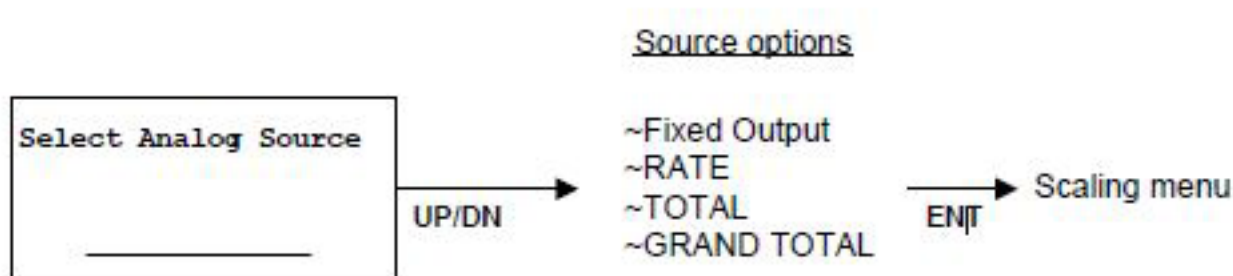 Source options
Select Analog Source
UP/DN
~Fixed Output
~RATE
~TOTAL
~GRAND TOTAL
ENT
Scaling menu